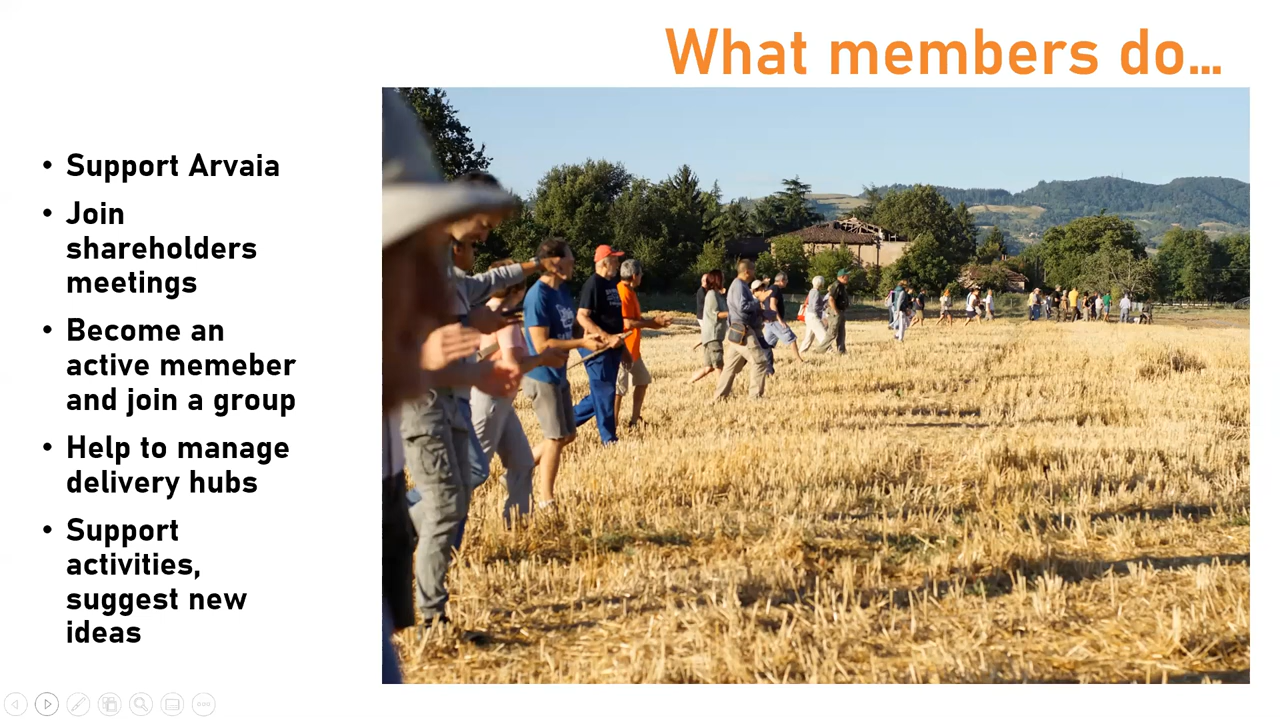 What members do...
• Support Arvaia
• Join
shareholders
meetings
• Become an
active memeber
and join a group
• Help to manage
delivery hubs
• Support
activities,
suggest new
ideas